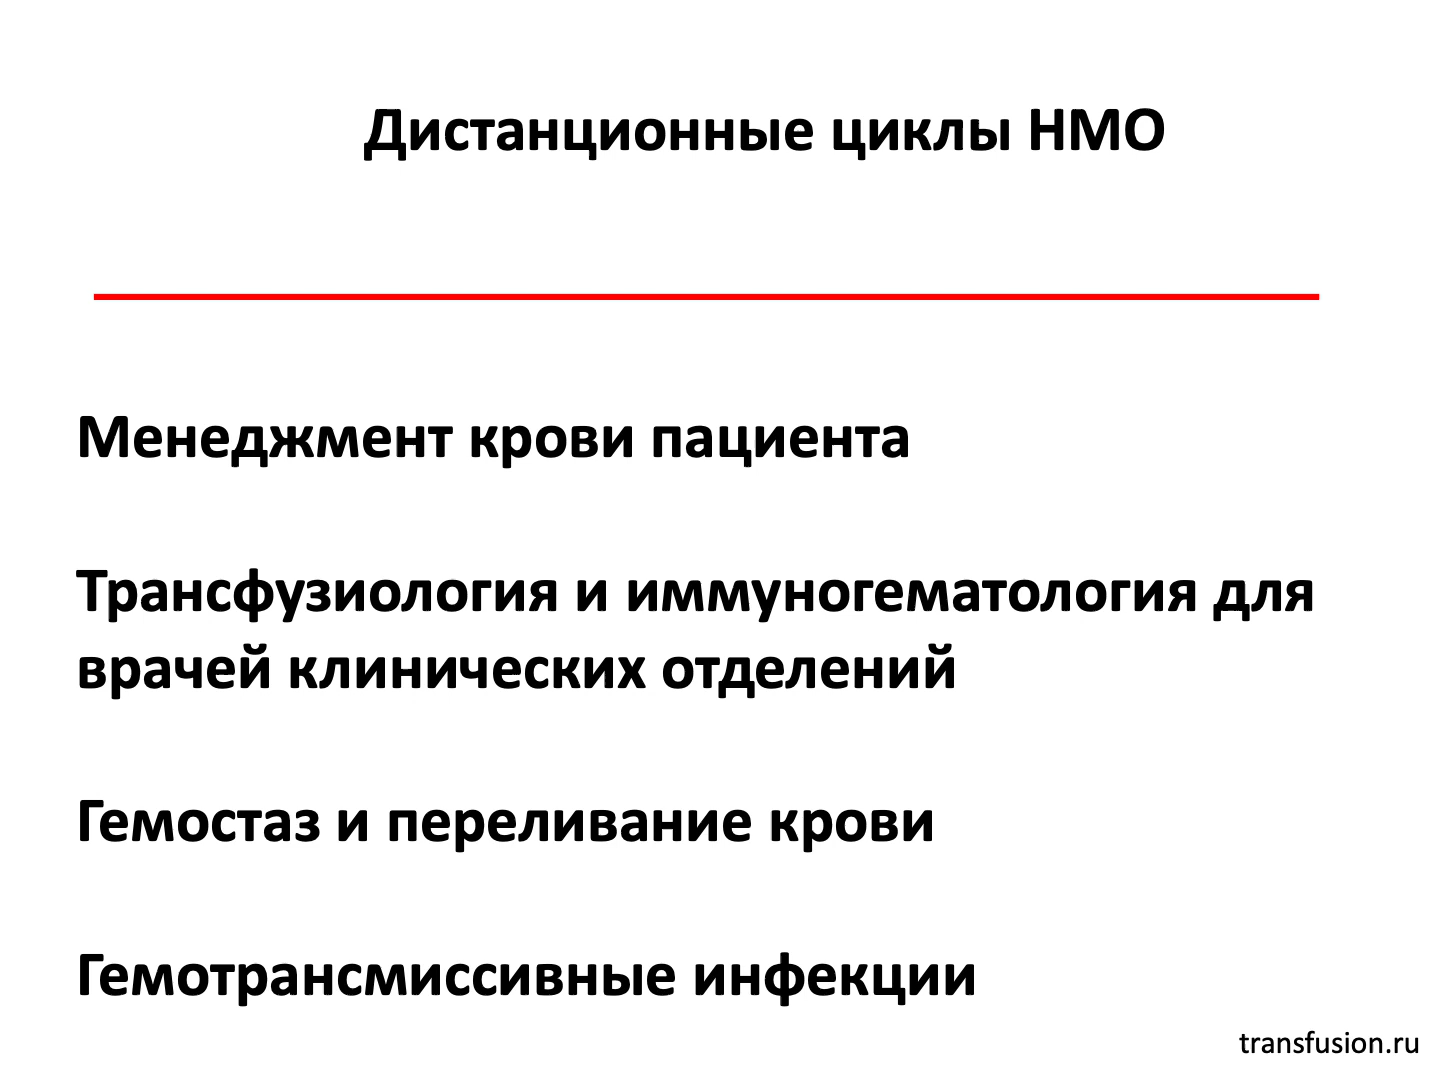 Дистанционные циклы НМО
Менеджмент крови пациента
Трансфузиология и иммуногематология для
врачей клинических отделений
Гемостаз и переливание крови
Гемотрансмиссивные инфекции
transfusion.ru